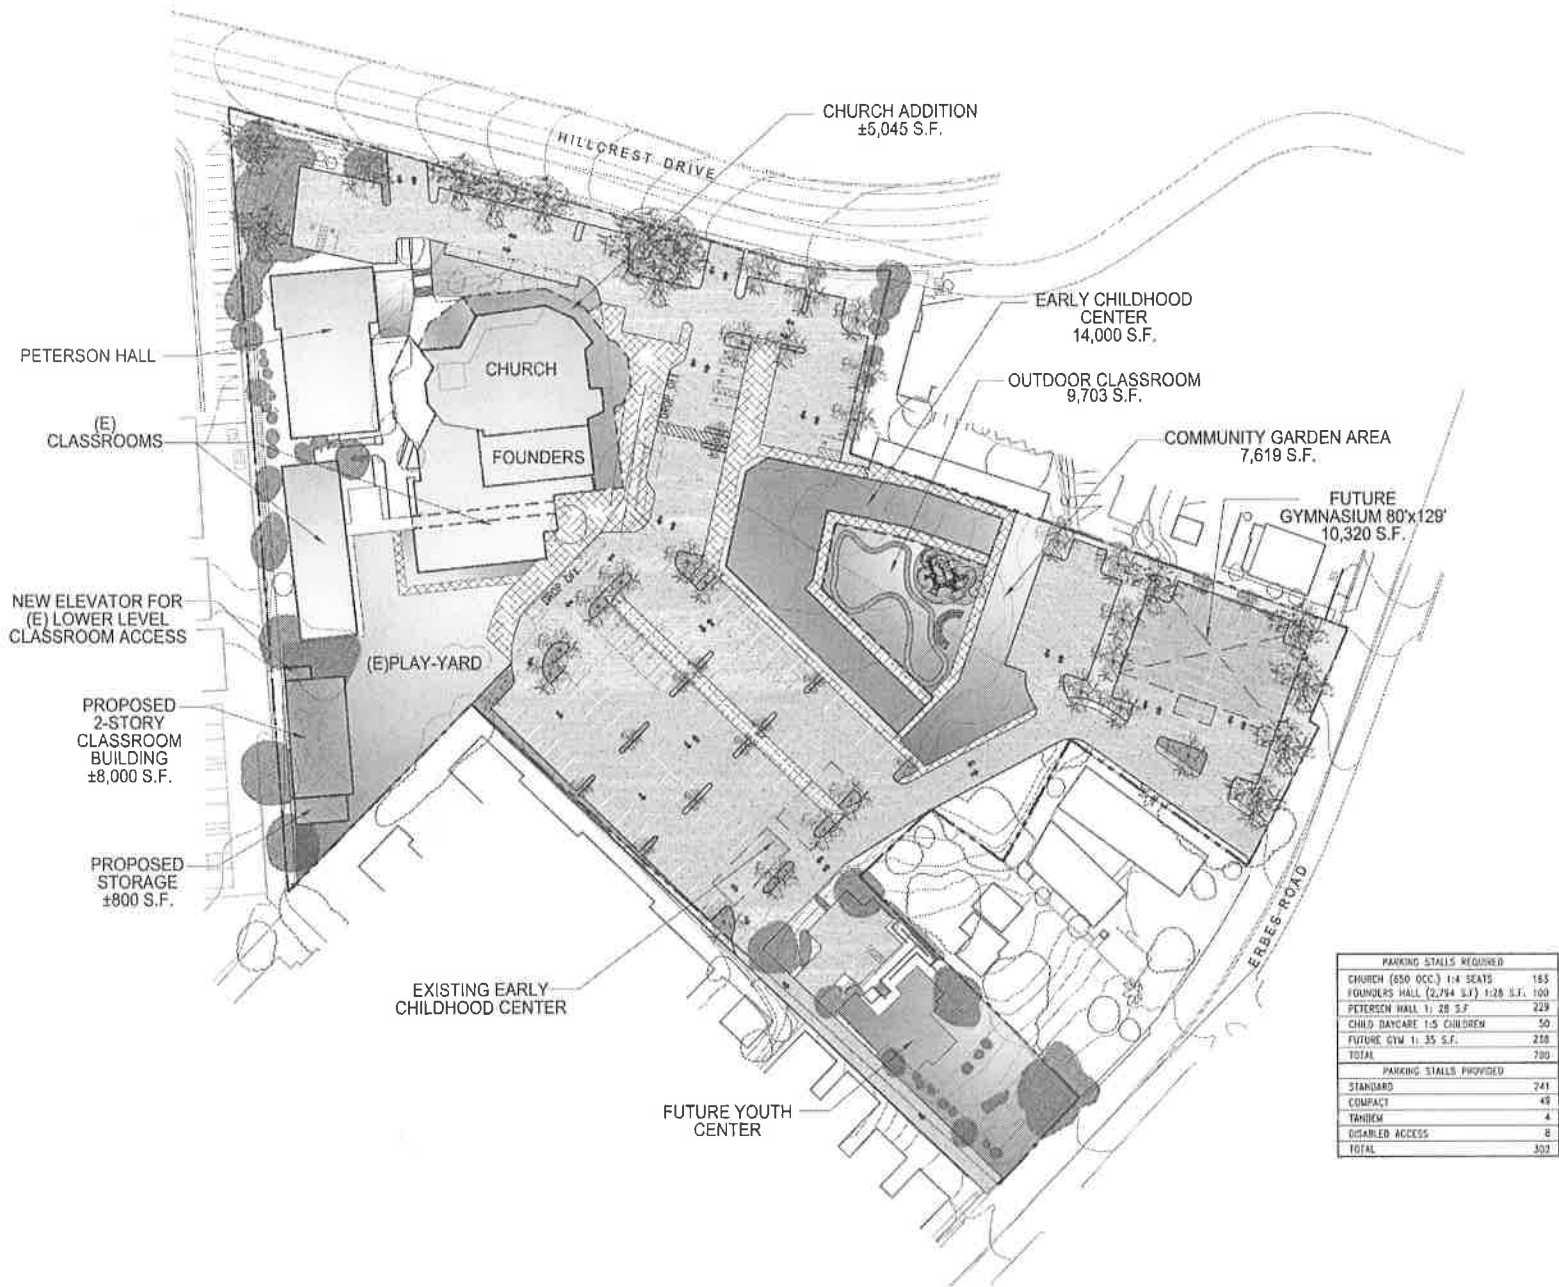 CHURCH ADDITION
±5,045 S.F.
HILLCREST DRIVE
EARLY CHILDHOOD
CENTER
14,000 S.F.
PETERSON HALL
CHURCH
OUTDOOR CLASSROOM
9,703 S.F.
DROP OFF
(E)
CLASSROOMS
FOUNDERS
COMMUNITY GARDEN AREA
7,619 S.F.
FUTURE
GYMNASIUM 80'x129'
10,320 S.F.
DROP OFF
NEW ELEVATOR FOR
(E) LOWER LEVEL
CLASSROOM ACCESS
(E)PLAY-YARD
PROPOSED
2-STORY
CLASSROOM
BUILDING
±8,000 S.F.
PROPOSED
STORAGE
±800 S.F.
ERBES ROAD
EXISTING EARLY
CHILDHOOD CENTER
FUTURE YOUTH
CENTER
PARKING STALLS REQUIRED
CHURCH (650 OCC.) 1:4 SEATS 163
FOUNDERS HALL (2,794 S.F) 1:28 S.F. 100
PETERSEN HALL 1: 28 S.F 229
CHILD DAYCARE 1:5 CHILDREN 50
FUTURE GYM 1: 35 S.F.
TOTAL
PARKING STALLS PROVIDED
STANDARD 241
COMPACT 49
TANDEM 4
DISABLED ACCESS 8
TOTAL 302